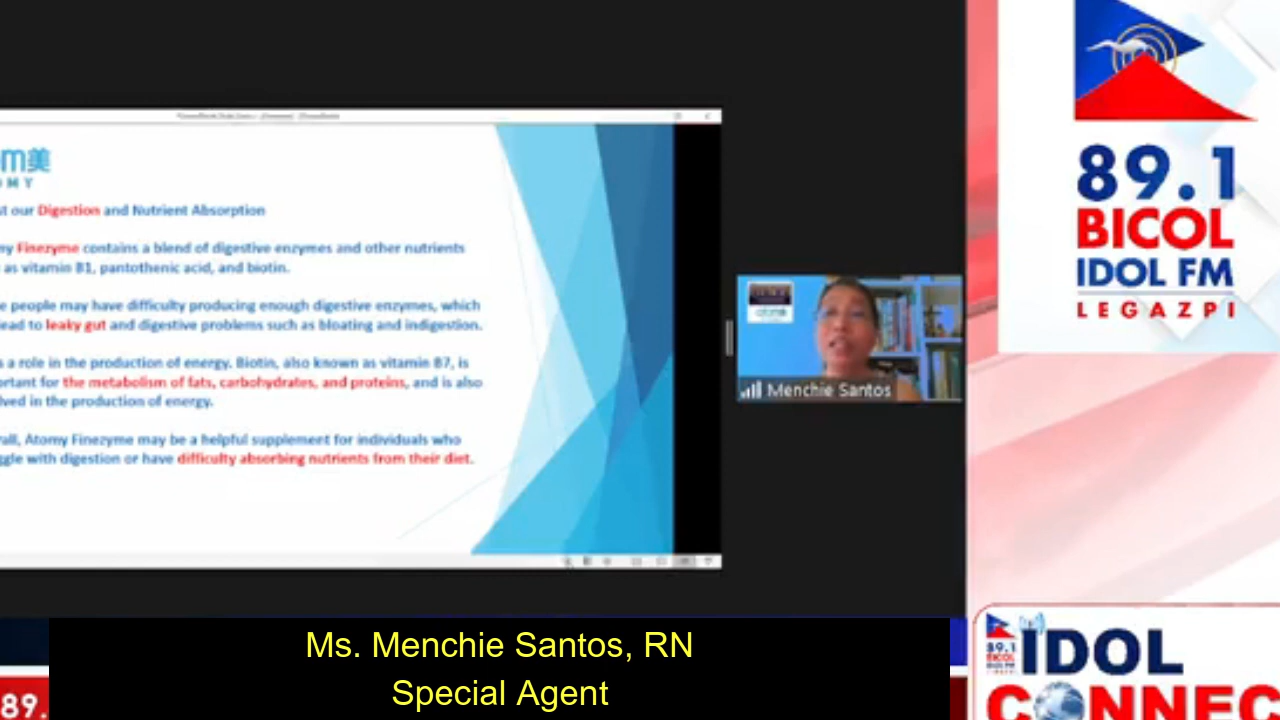 m美
OMY
st our Digestion and Nutrient Absorption
my Finezyme contains a blend of digestive enzymes and other nutrients
as vitamin B1, pantothenic acid, and biotin.
e people may have difficulty producing enough digestive enzymes, which
lead to leaky gut and digestive problems such as bloating and indigestion.
s a role in the production of energy. Biotin, also known as vitamin B7, is
ortant for the metabolism of fats, carbohydrates, and proteins, and is also
lved in the production of energy.
rall, Atomy Finezyme may be a helpful supplement for individuals who
ggle with digestion or have difficulty absorbing nutrients from their diet.
Menchie Santos
89.1
BICOL
IDOL FM
LEGAZPI
Ms. Menchie Santos, RN
Special Agent
89.
89.1
BICOL
IDOL FM
IDOL
CONNEC